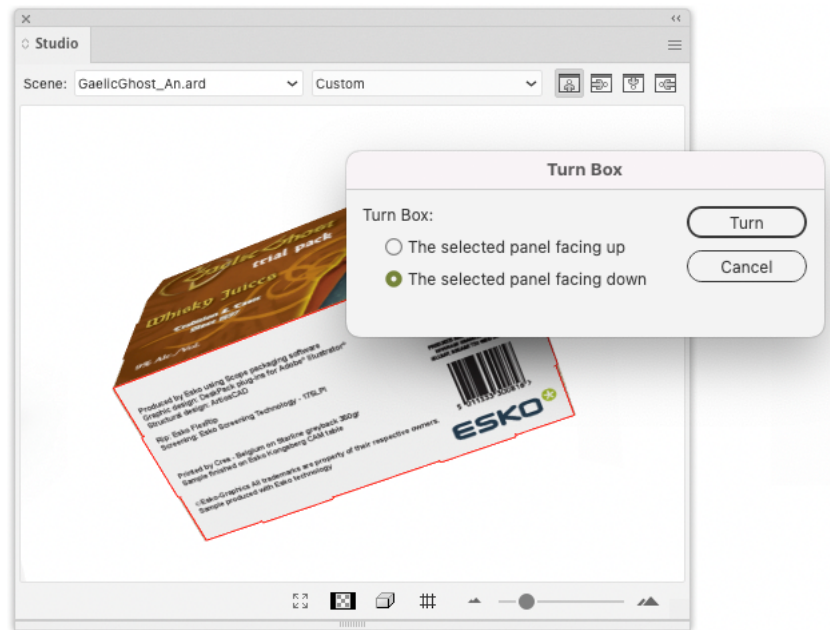 Studio
Scene: GaelicGhost_An.ard
Custom
Turn Box
Turn Box:
The selected panel facing up
The selected panel facing down
Turn
Cancel
Gaelic Ghost
trial pack
Whisky Juices
Produced by Esko using Scope packaging software
Graphic design: DeskPack plug-ins for Adobe® Illustrator®
Structural design: ArtiosCAD
Rip: Esko FlexRip
Screening: Esko Screening Technology - 175LPI
Printed by Crea - Belgium on Starline greyback 350gr
Sample finished on Esko Kongsberg CAM table
©Esko-Graphics All trademarks are property of their respective owners.
Sample produced with Esko technology
ESKO